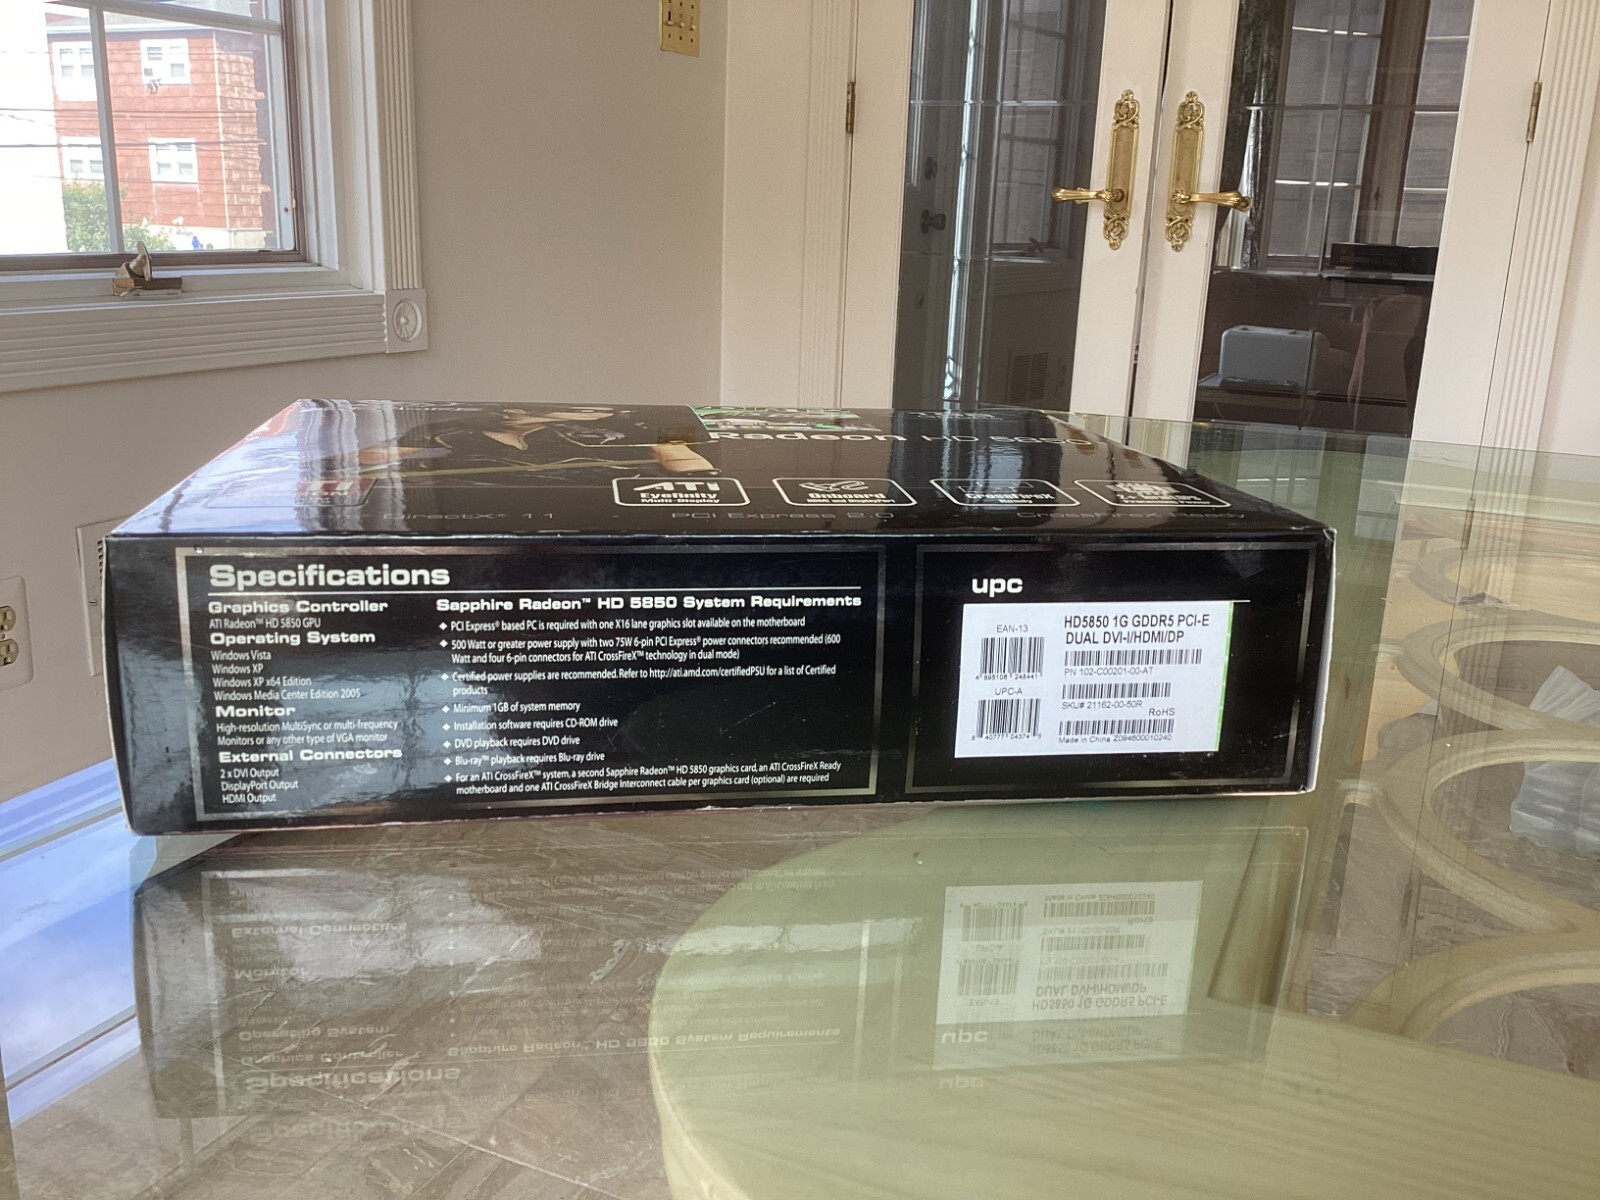 Radeon HD 5850
ATI
Eyefinity
Multi-Display
Onboard
HDMI and DisplayPort
CrossFireX
Ready
DirectX® 11 PCI Express 2.0 CrossFireX Ready
Specifications
Graphics Controller
ATI Radeon™ HD 5850 GPU
Operating System
Windows Vista
Windows XP
Windows XP x64 Edition
Windows Media Center Edition 2005
Monitor
High-resolution MultiSync or multi-frequency
Monitors or any other type of VGA monitor
External Connectors
2 x DVI Output
DisplayPort Output
HDMI Output
Sapphire Radeon™ HD 5850 System Requirements
PCI Express® based PC is required with one X16 lane graphics slot available on the motherboard
500 Watt or greater power supply with two 75W 6-pin PCI Express® power connectors recommended (600
Watt and four 6-pin connectors for ATI CrossFireX™ technology in dual mode)
Certified power supplies are recommended. Refer to http://ati.amd.com/certifiedPSU for a list of Certified
products
Minimum 1GB of system memory
Installation software requires CD-ROM drive
DVD playback requires DVD drive
Blu-ray™ playback requires Blu-ray drive
For an ATI CrossFireX™ system, a second Sapphire Radeon™ HD 5850 graphics card, an ATI CrossFireX Ready
motherboard and one ATI CrossFireX Bridge Interconnect cable per graphics card (optional) are required
upc
EAN-13
4 895106 248441
UPC-A
HD5850 1G GDDR5 PCI-E
DUAL DVI-I/HDMI/DP
PN 102-C00201-00-AT
SKU# 21162-00-50R
RoHS
Made in China Z094600010240